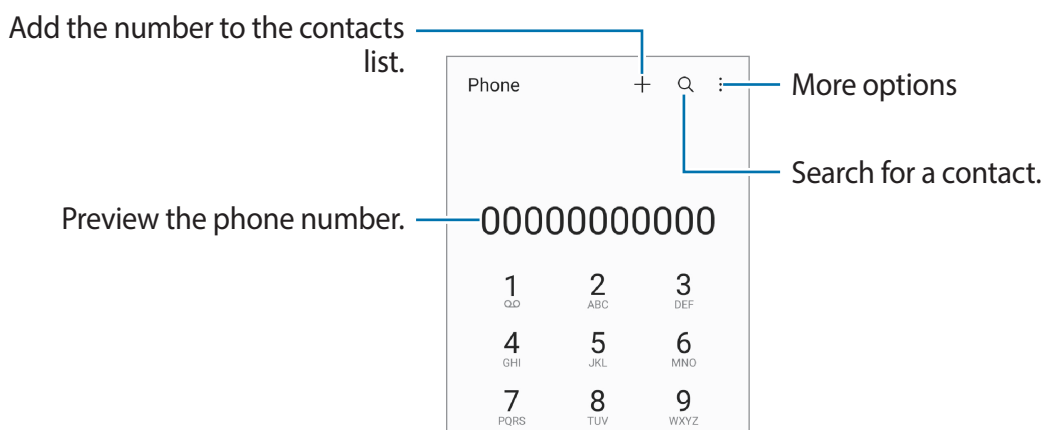 Add the number to the contacts
list.
Phone
More options
Search for a contact.
Preview the phone number.
00000000000
1 2 3
ABC DEF
4 5 6
GHI JKL MNO
7 8 9
PQRS TUV WXYZ